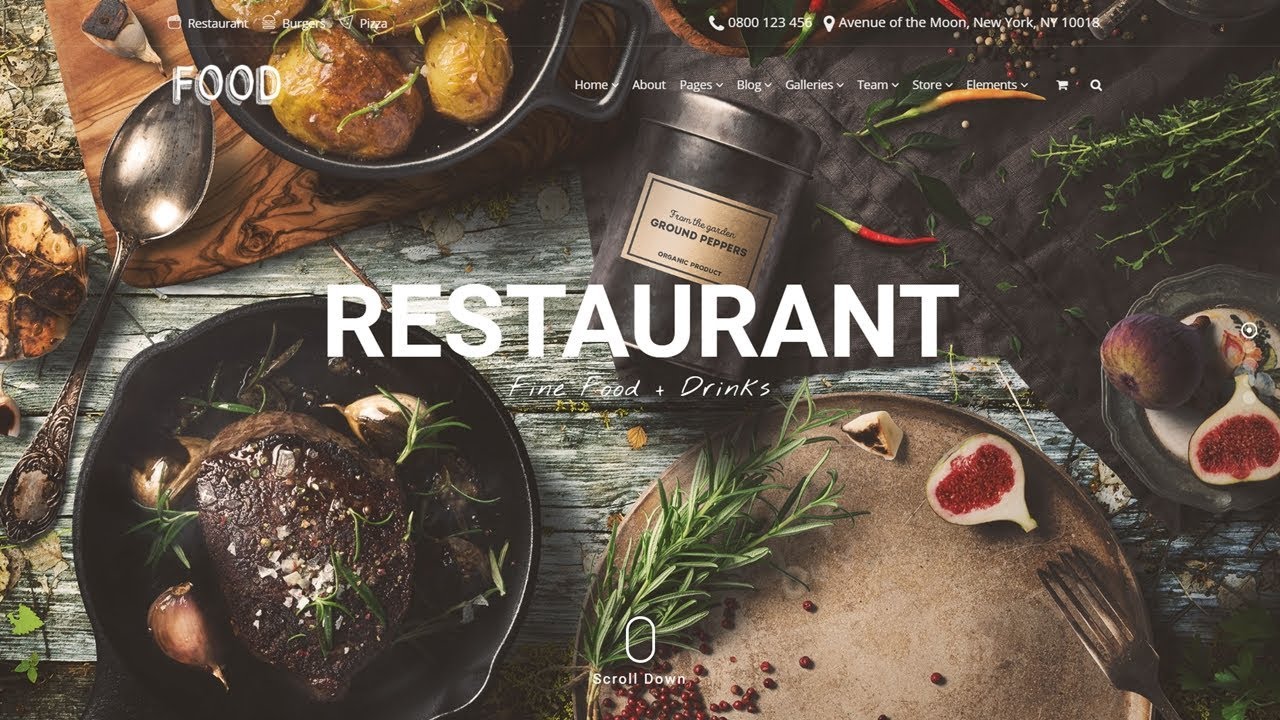 Restaurant Burgers Pizza 0800 123 456 Avenue of the Moon, New York, NY 10018
FOOD Home About Pages Blog Galleries Team Store Elements
From the garden
GROUND PEPPERS
ORGANIC PRODUCT
RESTAURANT
Fine Food + Drinks
Scroll Down